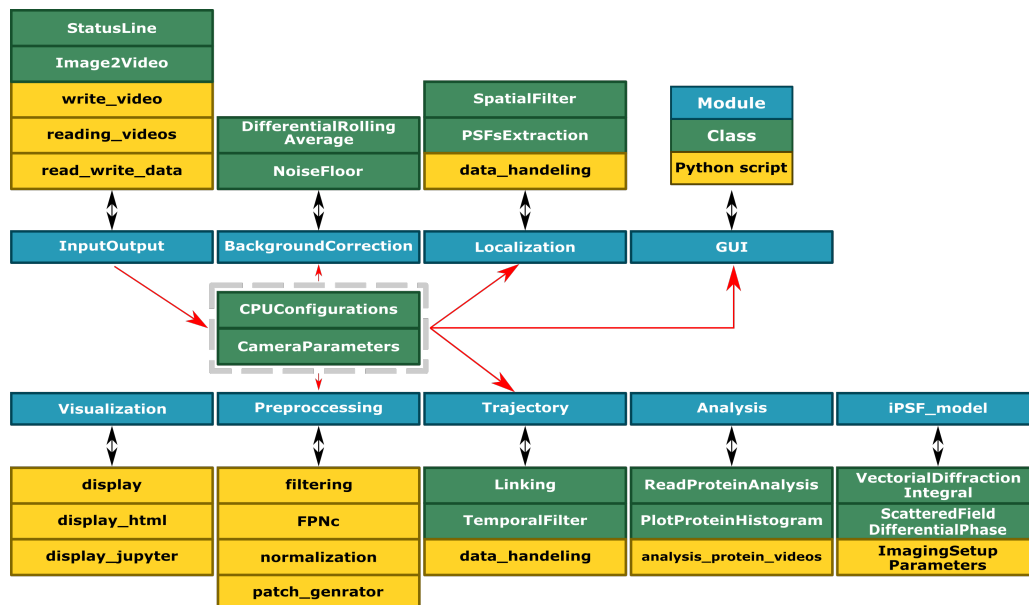 StatusLine
Image2Video
write_video
reading_videos
read_write_data
DifferentialRolling
Average
NoiseFloor
SpatialFilter
PSFsExtraction
data_handeling
Module
Class
Python script
InputOutput
BackgroundCorrection
Localization
GUI
CPUConfigurations
CameraParameters
Visualization
Preproccessing
Trajectory
Analysis
iPSF_model
display
display_html
display_jupyter
filtering
FPNc
normalization
patch_genrator
Linking
TemporalFilter
data_handeling
ReadProteinAnalysis
PlotProteinHistogram
analysis_protein_videos
VectorialDiffraction
Integral
ScatteredField
DifferentialPhase
ImagingSetup
Parameters